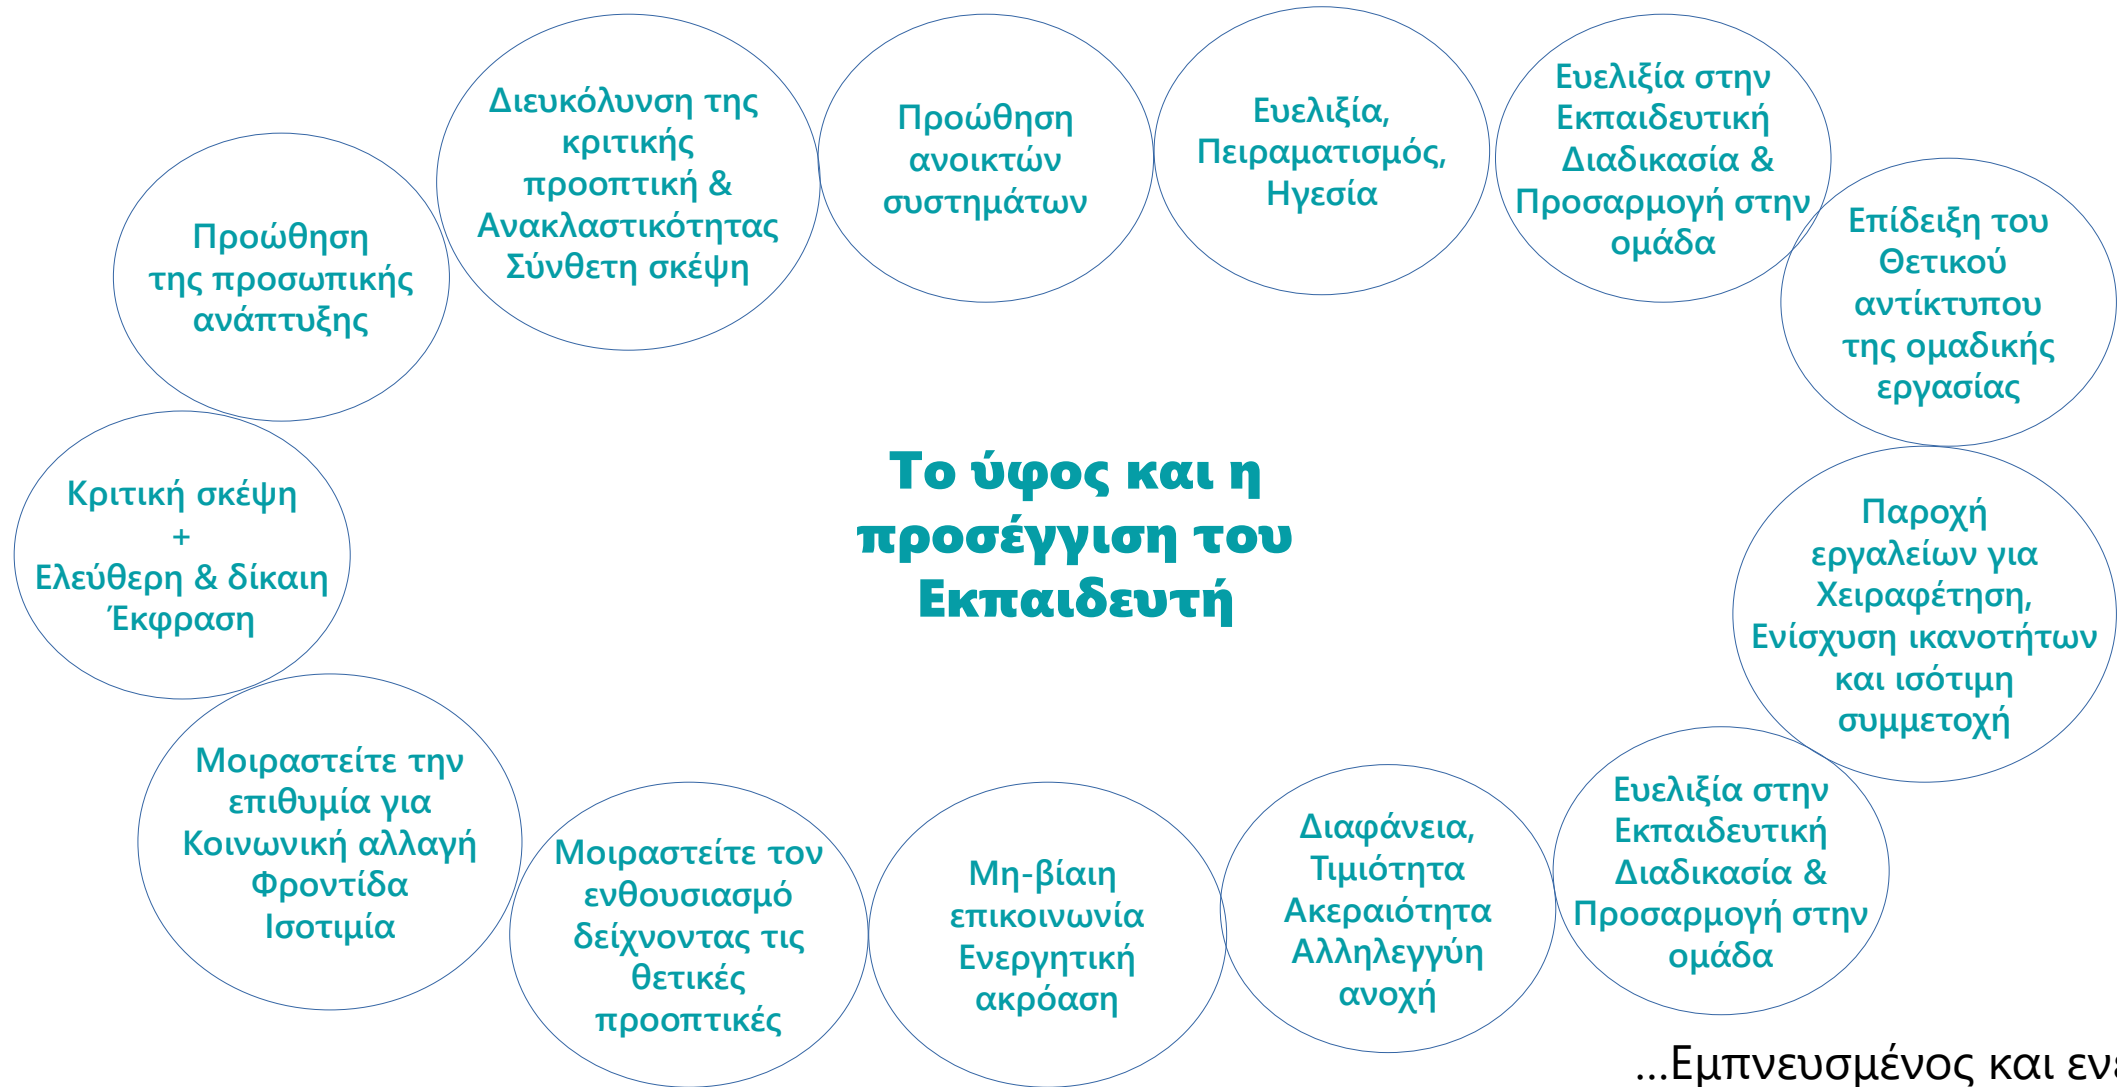 Διευκόλυνση της
κριτικής
προοπτική &
Ανακλαστικότητας
Σύνθετη σκέψη
Προώθηση
ανοικτών
συστημάτων
Ευελιξία,
Πειραματισμός,
Ηγεσία
Ευελιξία στην
Εκπαιδευτική
Διαδικασία &
Προσαρμογή στην
ομάδα
Επίδειξη του
Θετικού
αντίκτυπου
της ομαδικής
εργασίας
Προώθηση
της προσωπικής
ανάπτυξης
Κριτική σκέψη
+
Ελεύθερη & δίκαιη
Έκφραση
Το ύφος και η
προσέγγιση του
Εκπαιδευτή
Παροχή
εργαλείων για
Χειραφέτηση,
Ενίσχυση ικανοτήτων
και ισότιμη
συμμετοχή
Μοιραστείτε την
επιθυμία για
Κοινωνική αλλαγή
Φροντίδα
Ισοτιμία
Μοιραστείτε τον
ενθουσιασμό
δείχνοντας τις
θετικές
προοπτικές
Μη-βίαιη
επικοινωνία
Ενεργητική
ακρόαση
Διαφάνεια,
Τιμιότητα
Ακεραιότητα
Αλληλεγγύη
ανοχή
Ευελιξία στην
Εκπαιδευτική
Διαδικασία &
Προσαρμογή στην
ομάδα
...Εμπνευσμένος και